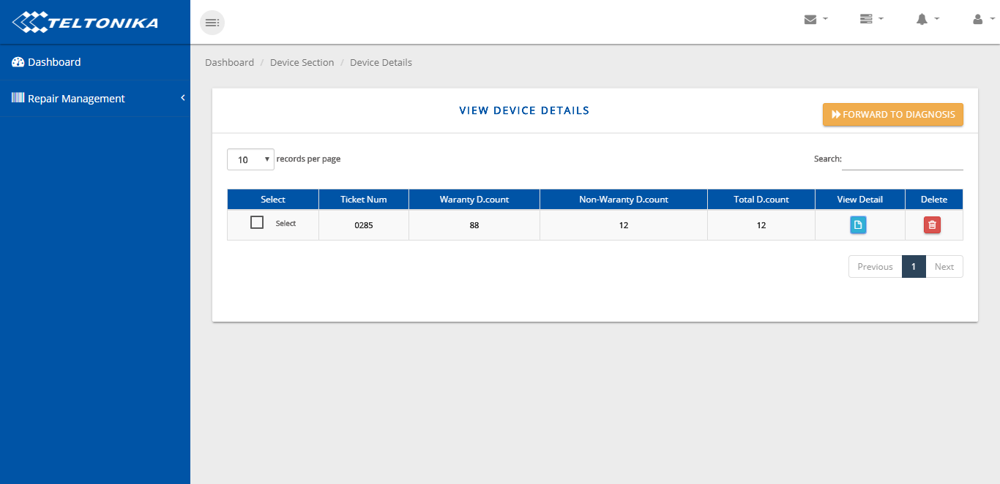 TELTONIKA
Dashboard
Repair Management
Dashboard / Device Section / Device Details
VIEW DEVICE DETAILS
FORWARD TO DIAGNOSIS
10 records per page
Search:
Select Ticket Num Waranty D.count Non-Waranty D.count Total D.count View Detail Delete
Select 0285 88 12 12
Previous 1 Next